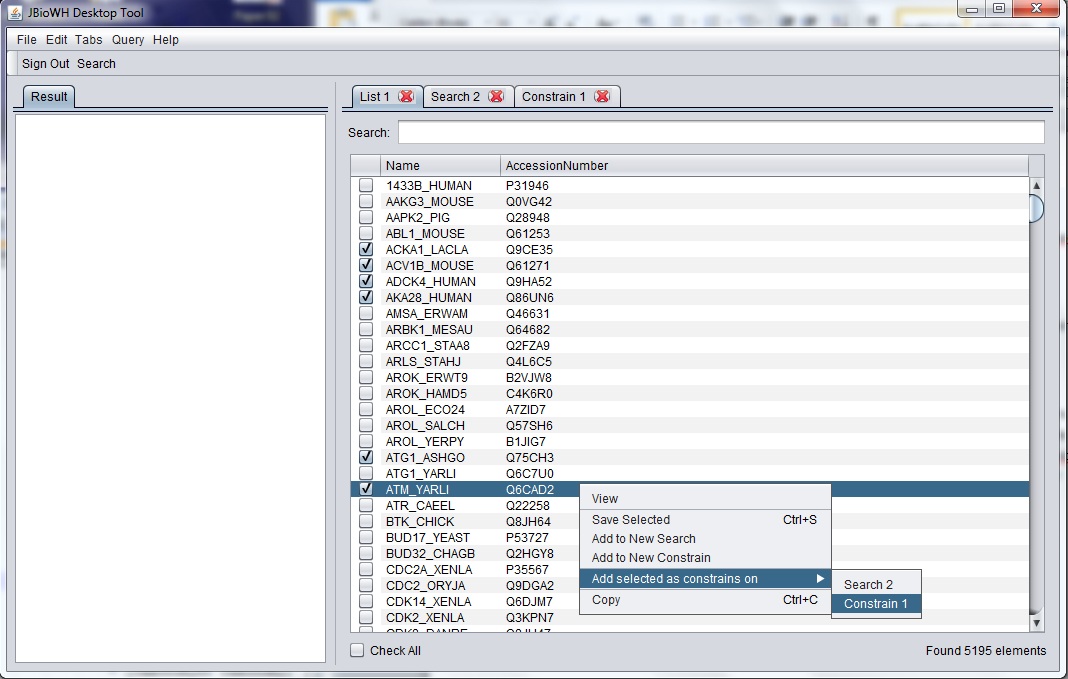 JBioWH Desktop Tool
File Edit Tabs Query Help
Sign Out Search
Result
List 1 Search 2 Constrain 1
Search:
Name AccessionNumber
1433B_HUMAN P31946
AAKG3_MOUSE Q0VG42
AAPK2_PIG Q28948
ABL1_MOUSE Q61253
ACKA1_LACLA Q9CE35
ACV1B_MOUSE Q61271
ADCK4_HUMAN Q9HA52
AKA28_HUMAN Q86UN6
AMSA_ERWAM Q46631
ARBK1_MESAU Q64682
ARCC1_STAA8 Q2FZA9
ARLS_STAHJ Q4L6C5
AROK_ERWT9 B2VJW8
AROK_HAMD5 C4K6R0
AROL_ECO24 A7ZID7
AROL_SALCH Q57SH6
AROL_YERPY B1JIG7
ATG1_ASHGO Q75CH3
ATG1_YARLI Q6C7U0
ATM_YARLI Q6CAD2
ATR_CAEEL Q22258
BTK_CHICK Q8JH64
BUD17_YEAST P53727
BUD32_CHAGB Q2HGY8
CDC2A_XENLA P35567
CDC2_ORYJA Q9DGA2
CDK14_XENLA Q6DJM7
CDK2_XENLA Q3KPN7
View
Save Selected Ctrl+S
Add to New Search
Add to New Constrain
Add selected as constrains on
Copy Ctrl+C
Search 2
Constrain 1
Check All
Found 5195 elements